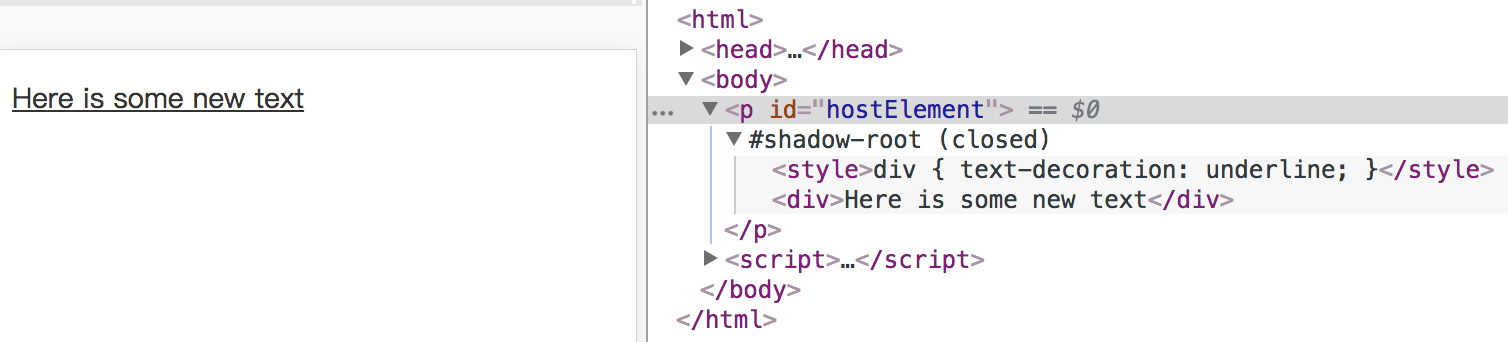 Here is some new text
<html>
▶<head>…</head>
▼<body>
… ▼<p id="hostElement"> == $0
▼#shadow-root (closed)
<style>div { text-decoration: underline; }</style>
<div>Here is some new text</div>
</p>
▶<script>…</script>
</body>
</html>